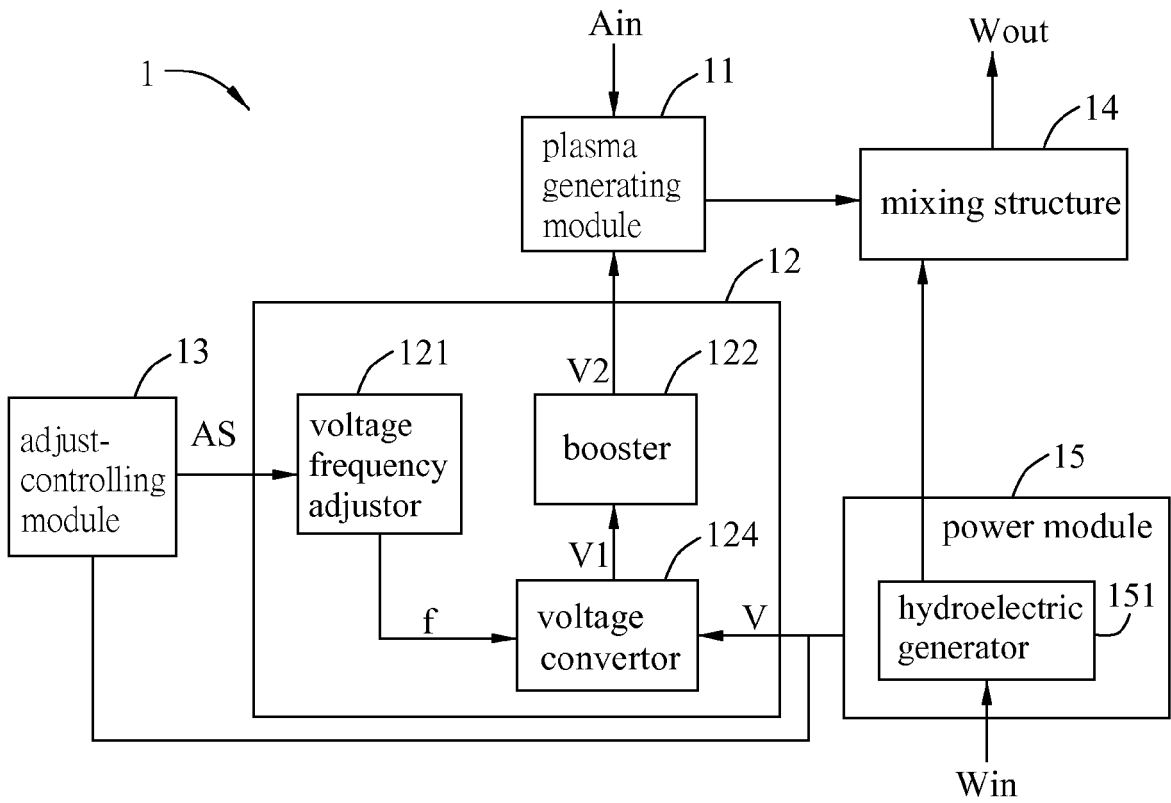 Ain
Wout
1
11
14
plasma
generating
module
mixing structure
12
13
121
V2
122
15
adjust-
controlling
module
AS
voltage
frequency
adjustor
booster
power module
V1
124
151
f
voltage
convertor
V
hydroelectric
generator
Win